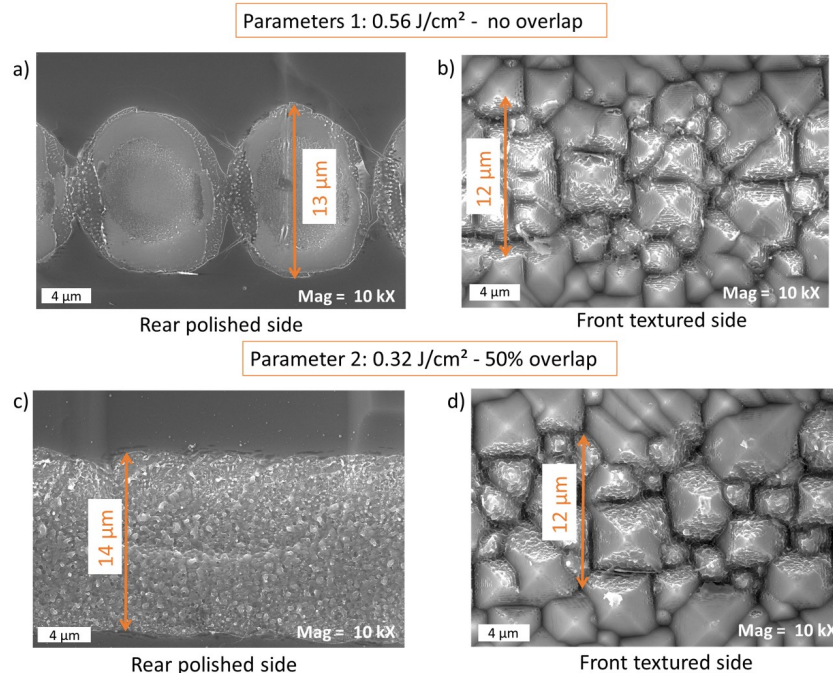 Parameters 1: 0.56 J/cm² - no overlap
a)
13 µm
4 µm
Mag = 10 kX
Rear polished side
b)
12 µm
4 µm
Mag = 10 kX
Front textured side
Parameter 2: 0.32 J/cm² - 50% overlap
c)
14 µm
4 µm
Mag = 10 kX
Rear polished side
d)
12 µm
4 µm
Mag = 10 kX
Front textured side